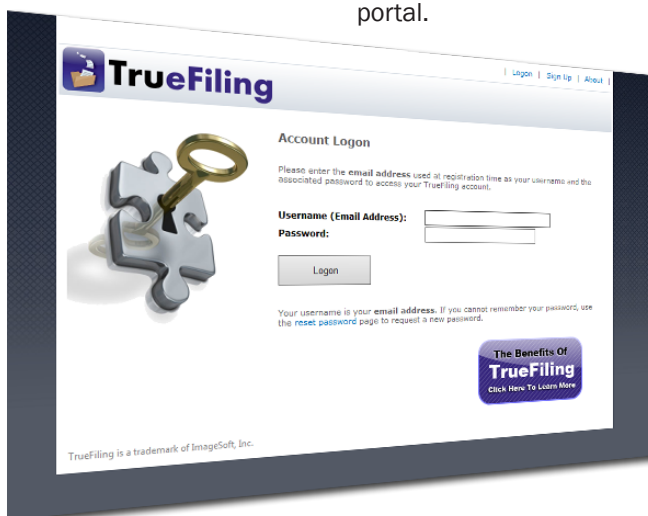 portal.
TrueFiling
| Logon | Sign Up | About |
Account Logon
Please enter the email address used at registration time as your username and the
associated password to access your TrueFiling account.
Username (Email Address):
Password:
Logon
Your username is your email address. If you cannot remember your password, use
the reset password page to request a new password.
The Benefits Of
TrueFiling
Click Here To Learn More
TrueFiling is a trademark of ImageSoft, Inc.